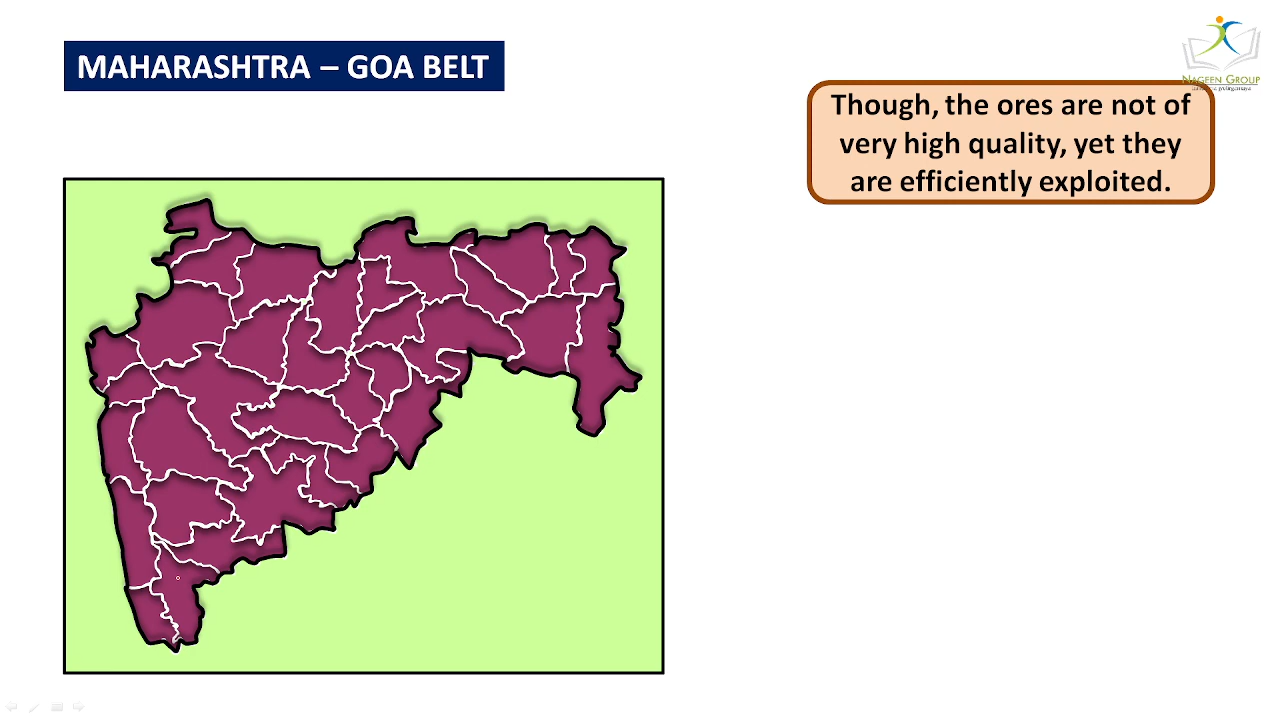 MAHARASHTRA – GOA BELT
NAGEEN GROUP
Though, the ores are not of
very high quality, yet they
are efficiently exploited.